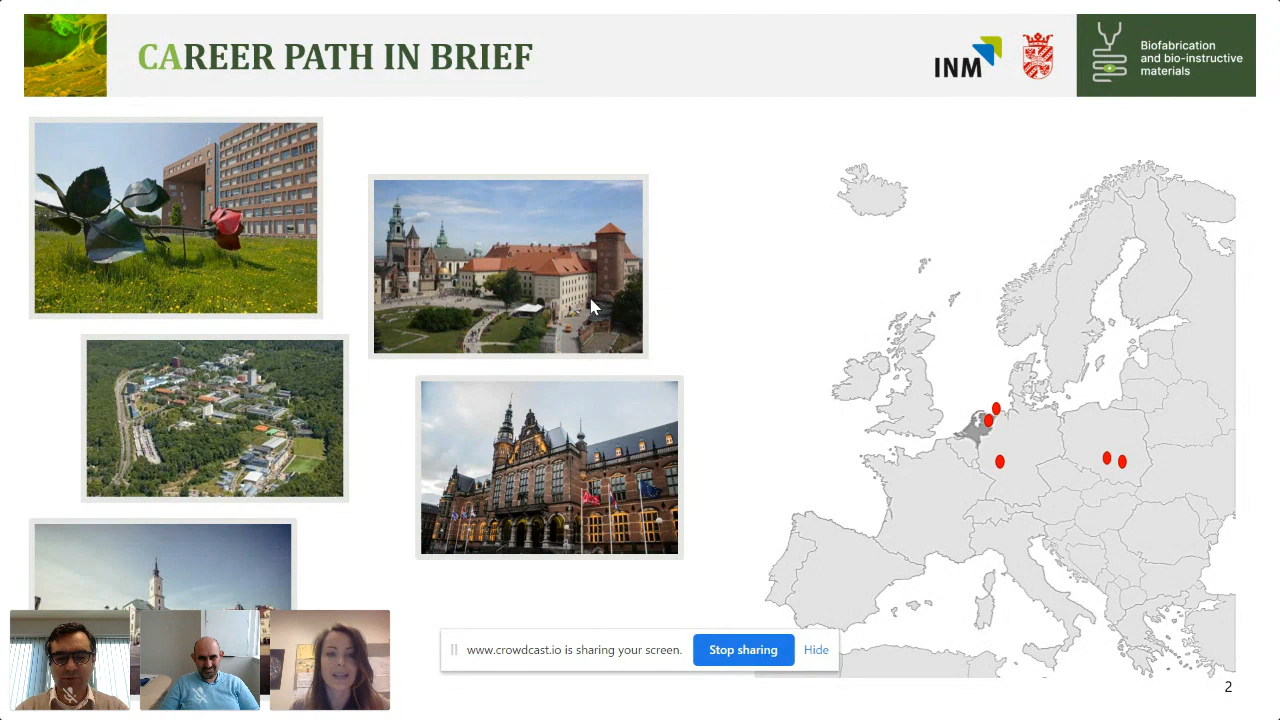 CAREER PATH IN BRIEF
INM
Biofabrication
and bio-instructive
materials
www.crowdcast.io is sharing your screen.
Stop sharing
Hide
2